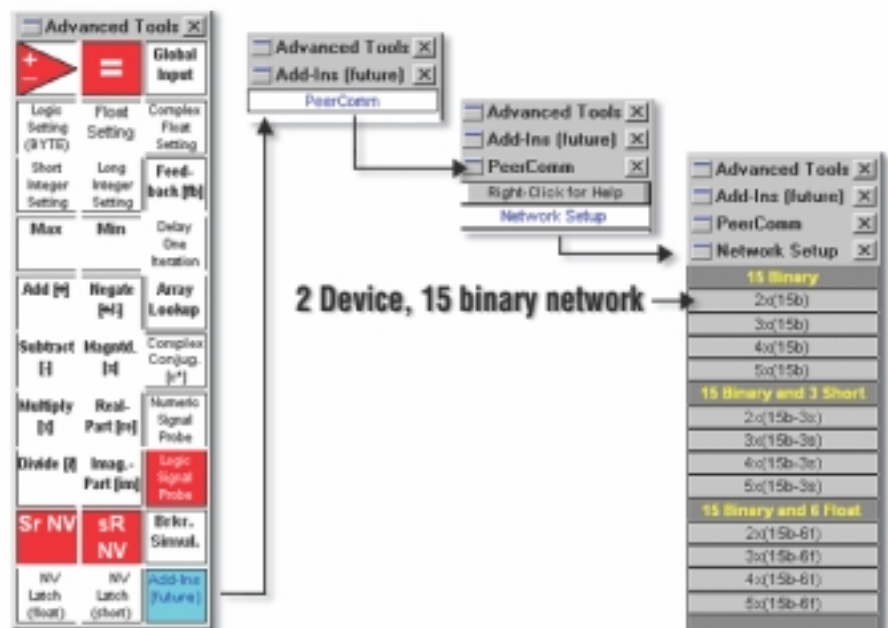 Advanced Tools
+
−
=
Global
Input
Logic
Setting
(BYTE)
Float
Setting
Complex
Float
Setting
Short
Integer
Setting
Long
Integer
Setting
Feed-
back [fb]
Max
Min
Delay
One
Iteration
Add [+]
Negate
[+/-]
Array
Lookup
Subtract
[-]
Magntd.
Complex
Conjug.
[c*]
Multiply
[x]
Real-
Part [re]
Numeric
Signal
Probe
Divide [/]
Imag.-
Part [im]
Logic
Signal
Probe
Sr NV
sR
NV
Brkr.
Simul.
NV
Latch
(float)
NV
Latch
(short)
Add-Ins
(future)
Advanced Tools
Add-Ins (future)
PeerComm
Advanced Tools
Add-Ins (future)
PeerComm
Right-Click for Help
Network Setup
2 Device, 15 binary network
Advanced Tools
Add-Ins (future)
PeerComm
Network Setup
15 Binary
2x(15b)
3x(15b)
4x(15b)
5x(15b)
15 Binary and 3 Short
2x(15b-3s)
3x(15b-3s)
4x(15b-3s)
5x(15b-3s)
15 Binary and 6 Float
2x(15b-6f)
3x(15b-6f)
4x(15b-6f)
5x(15b-6f)